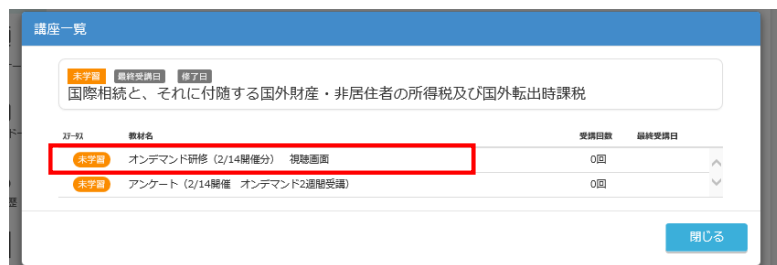 講座一覧
未学習 最終受講日 修了日
国際相続と、それに付随する国外財産・非居住者の所得税及び国外転出時課税
ｽﾃｰﾀｽ 教材名 受講回数 最終受講日
未学習 オンデマンド研修（2/14開催分） 視聴画面 0回
未学習 アンケート（2/14開催 オンデマンド2週間受講） 0回
閉じる